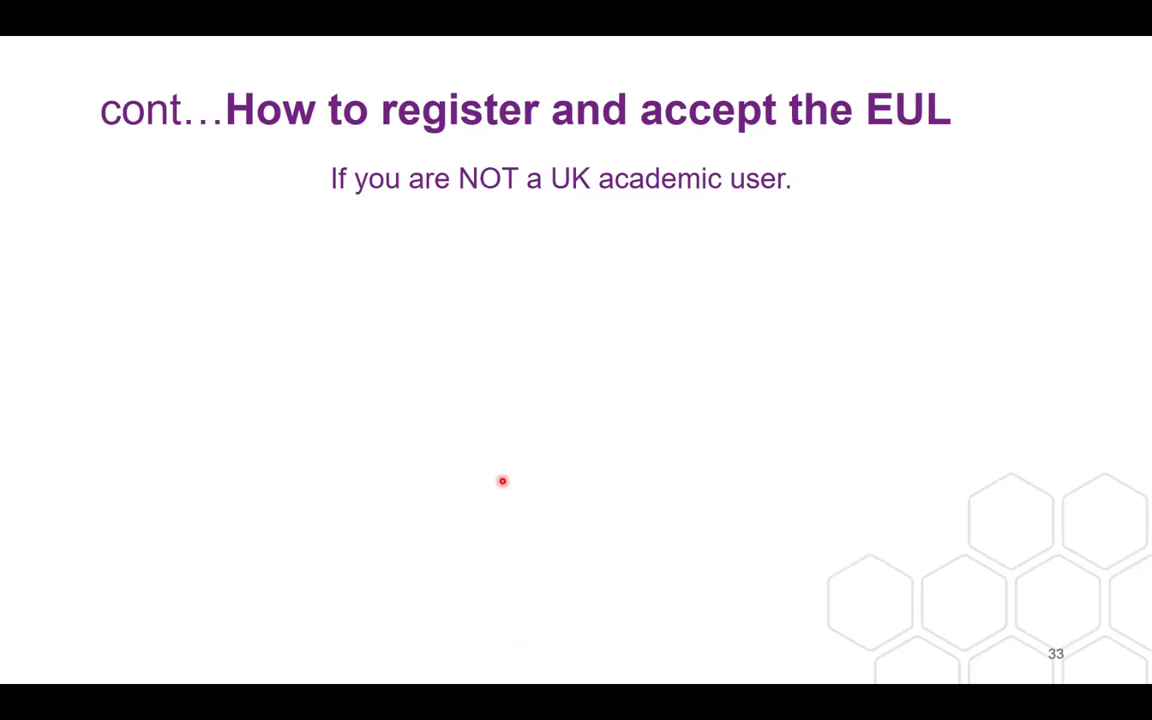 cont…How to register and accept the EUL
If you are NOT a UK academic user.
33